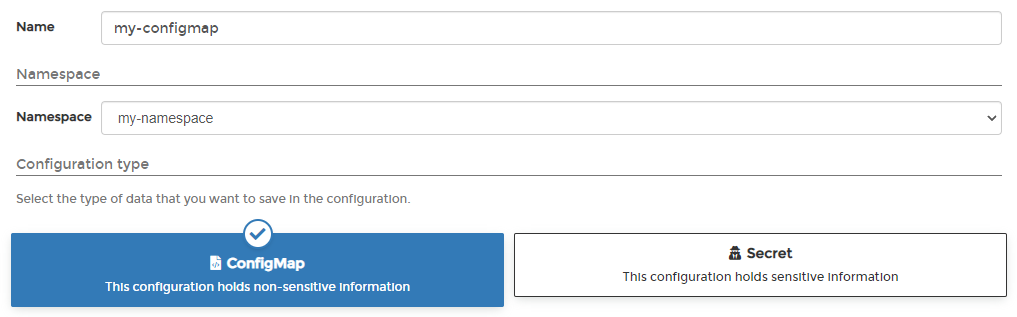 Name my-configmap
Namespace
Namespace my-namespace
Configuration type
Select the type of data that you want to save in the configuration.
ConfigMap
This configuration holds non-sensitive information
Secret
This configuration holds sensitive information